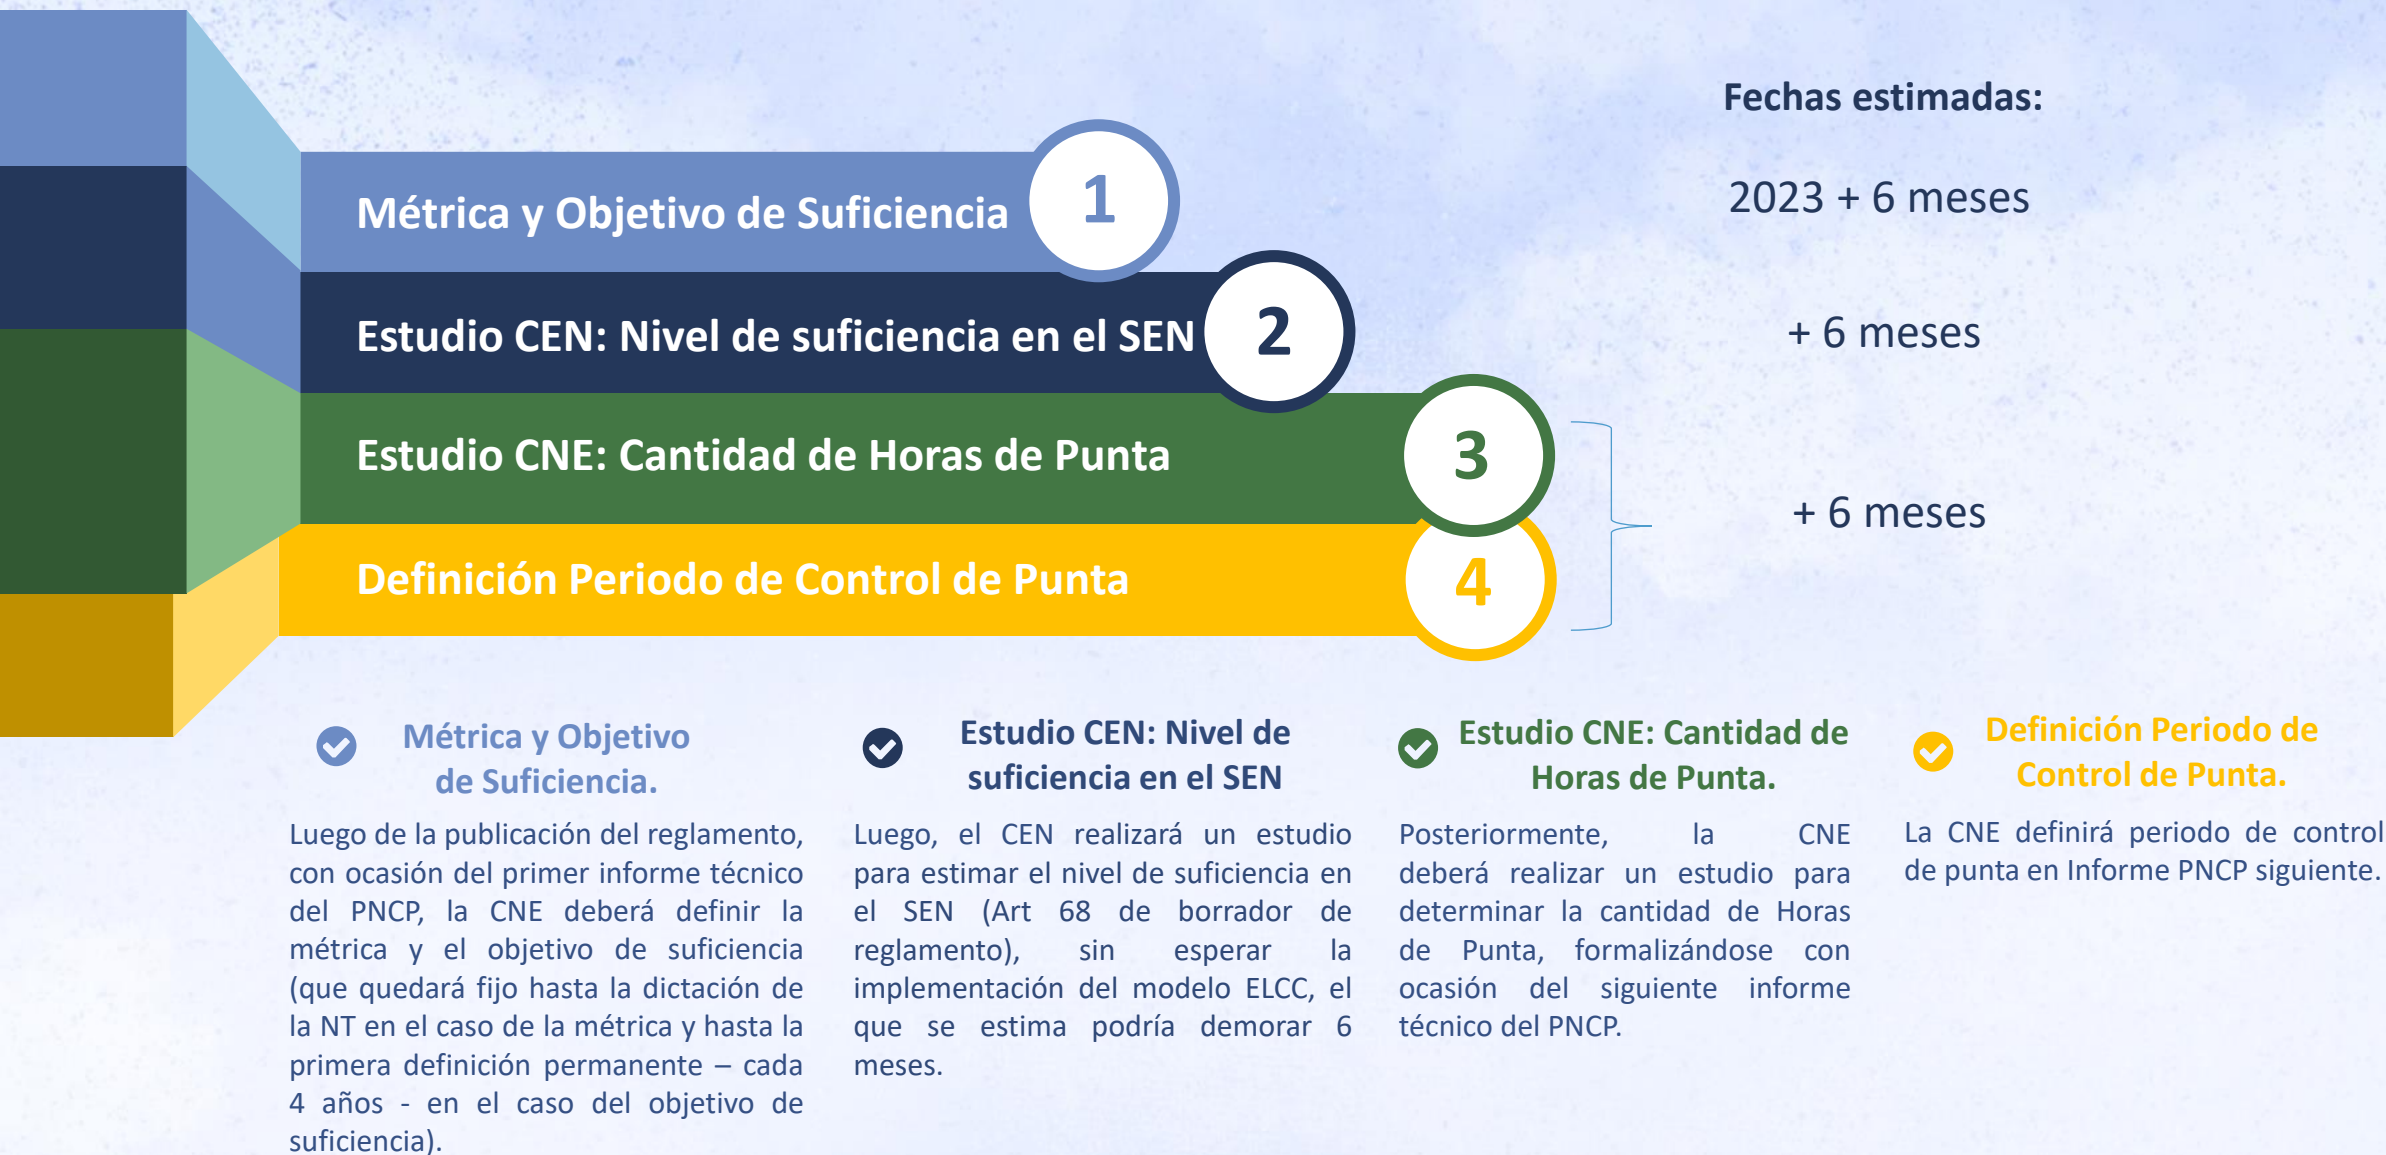 Fechas estimadas:
Métrica y Objetivo de Suficiencia
1
2023 + 6 meses
Estudio CEN: Nivel de suficiencia en el SEN
2
+ 6 meses
Estudio CNE: Cantidad de Horas de Punta
3
+ 6 meses
Definición Periodo de Control de Punta
4
Métrica y Objetivo
de Suficiencia.
Luego de la publicación del reglamento,
con ocasión del primer informe técnico
del PNCP, la CNE deberá definir la
métrica y el objetivo de suficiencia
(que quedará fijo hasta la dictación de
la NT en el caso de la métrica y hasta la
primera definición permanente – cada
4 años - en el caso del objetivo de
suficiencia).
Estudio CEN: Nivel de
suficiencia en el SEN
Luego, el CEN realizará un estudio
para estimar el nivel de suficiencia en
el SEN (Art 68 de borrador de
reglamento), sin esperar la
implementación del modelo ELCC, el
que se estima podría demorar 6
meses.
Estudio CNE: Cantidad de
Horas de Punta.
Posteriormente, la CNE
deberá realizar un estudio para
determinar la cantidad de Horas
de Punta, formalizándose con
ocasión del siguiente informe
técnico del PNCP.
Definición Periodo de
Control de Punta.
La CNE definirá periodo de control
de punta en Informe PNCP siguiente.